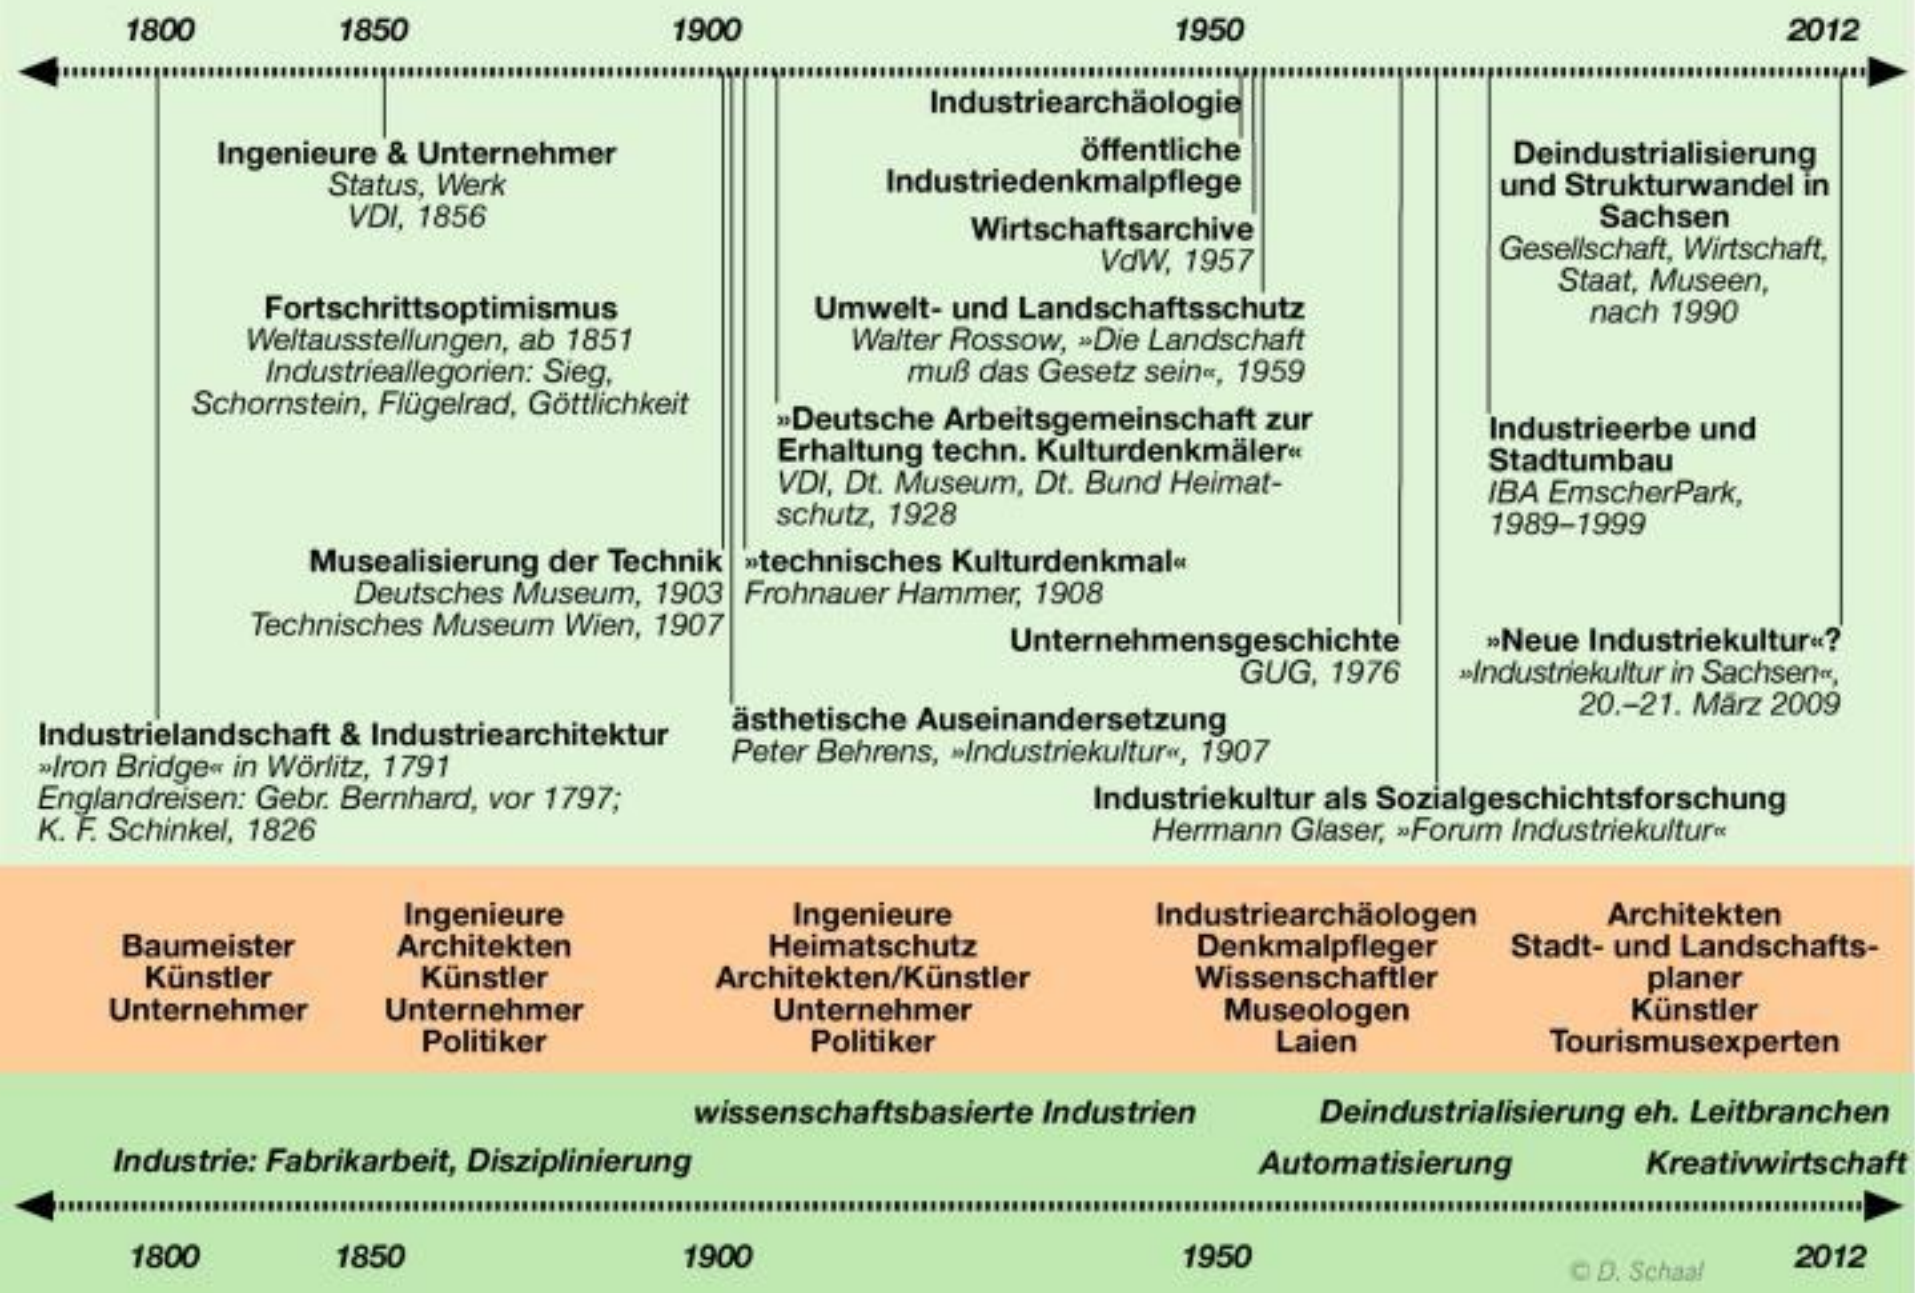 1800 1850 1900 1950 2012
Ingenieure & Unternehmer
Status, Werk
VDI, 1856
Fortschrittsoptimismus
Weltausstellungen, ab 1851
Industrieallegorien: Sieg,
Schornstein, Flügelrad, Göttlichkeit
Musealisierung der Technik
Deutsches Museum, 1903
Technisches Museum Wien, 1907
Industrielandschaft & Industriearchitektur
»Iron Bridge« in Wörlitz, 1791
Englandreisen: Gebr. Bernhard, vor 1797;
K. F. Schinkel, 1826
Industriearchäologie
öffentliche
Industriedenkmalpflege
Wirtschaftsarchive
VdW, 1957
Umwelt- und Landschaftsschutz
Walter Rossow, »Die Landschaft
muß das Gesetz sein«, 1959
»Deutsche Arbeitsgemeinschaft zur
Erhaltung techn. Kulturdenkmäler«
VDI, Dt. Museum, Dt. Bund Heimat-
schutz, 1928
»technisches Kulturdenkmal«
Frohnauer Hammer, 1908
Unternehmensgeschichte
GUG, 1976
ästhetische Auseinandersetzung
Peter Behrens, »Industriekultur«, 1907
Industriekultur als Sozialgeschichtsforschung
Hermann Glaser, »Forum Industriekultur«
Deindustrialisierung
und Strukturwandel in
Sachsen
Gesellschaft, Wirtschaft,
Staat, Museen,
nach 1990
Industrieerbe und
Stadtumbau
IBA EmscherPark,
1989–1999
»Neue Industriekultur«?
»Industriekultur in Sachsen«,
20.–21. März 2009
Baumeister
Künstler
Unternehmer
Ingenieure
Architekten
Künstler
Unternehmer
Politiker
Ingenieure
Heimatschutz
Architekten/Künstler
Unternehmer
Politiker
Industriearchäologen
Denkmalpfleger
Wissenschaftler
Museologen
Laien
Architekten
Stadt- und Landschafts-
planer
Künstler
Tourismusexperten
wissenschaftsbasierte Industrien
Deindustrialisierung eh. Leitbranchen
Industrie: Fabrikarbeit, Disziplinierung
Automatisierung
Kreativwirtschaft
1800 1850 1900 1950 2012
© D. Schaal